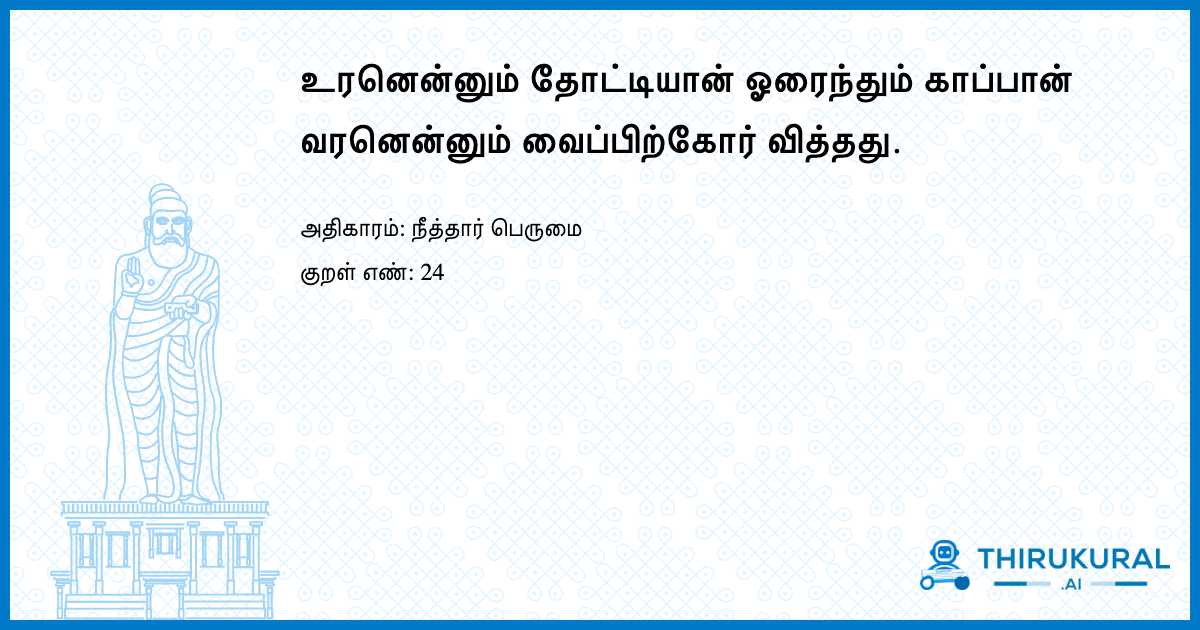 உரனென்னும் தோட்டியான் ஓரைந்தும் காப்பான்
வரனென்னும் வைப்பிற்கோர் வித்தது.
அதிகாரம்: நீத்தார் பெருமை
குறள் எண்: 24
THIRUKURAL
.AI